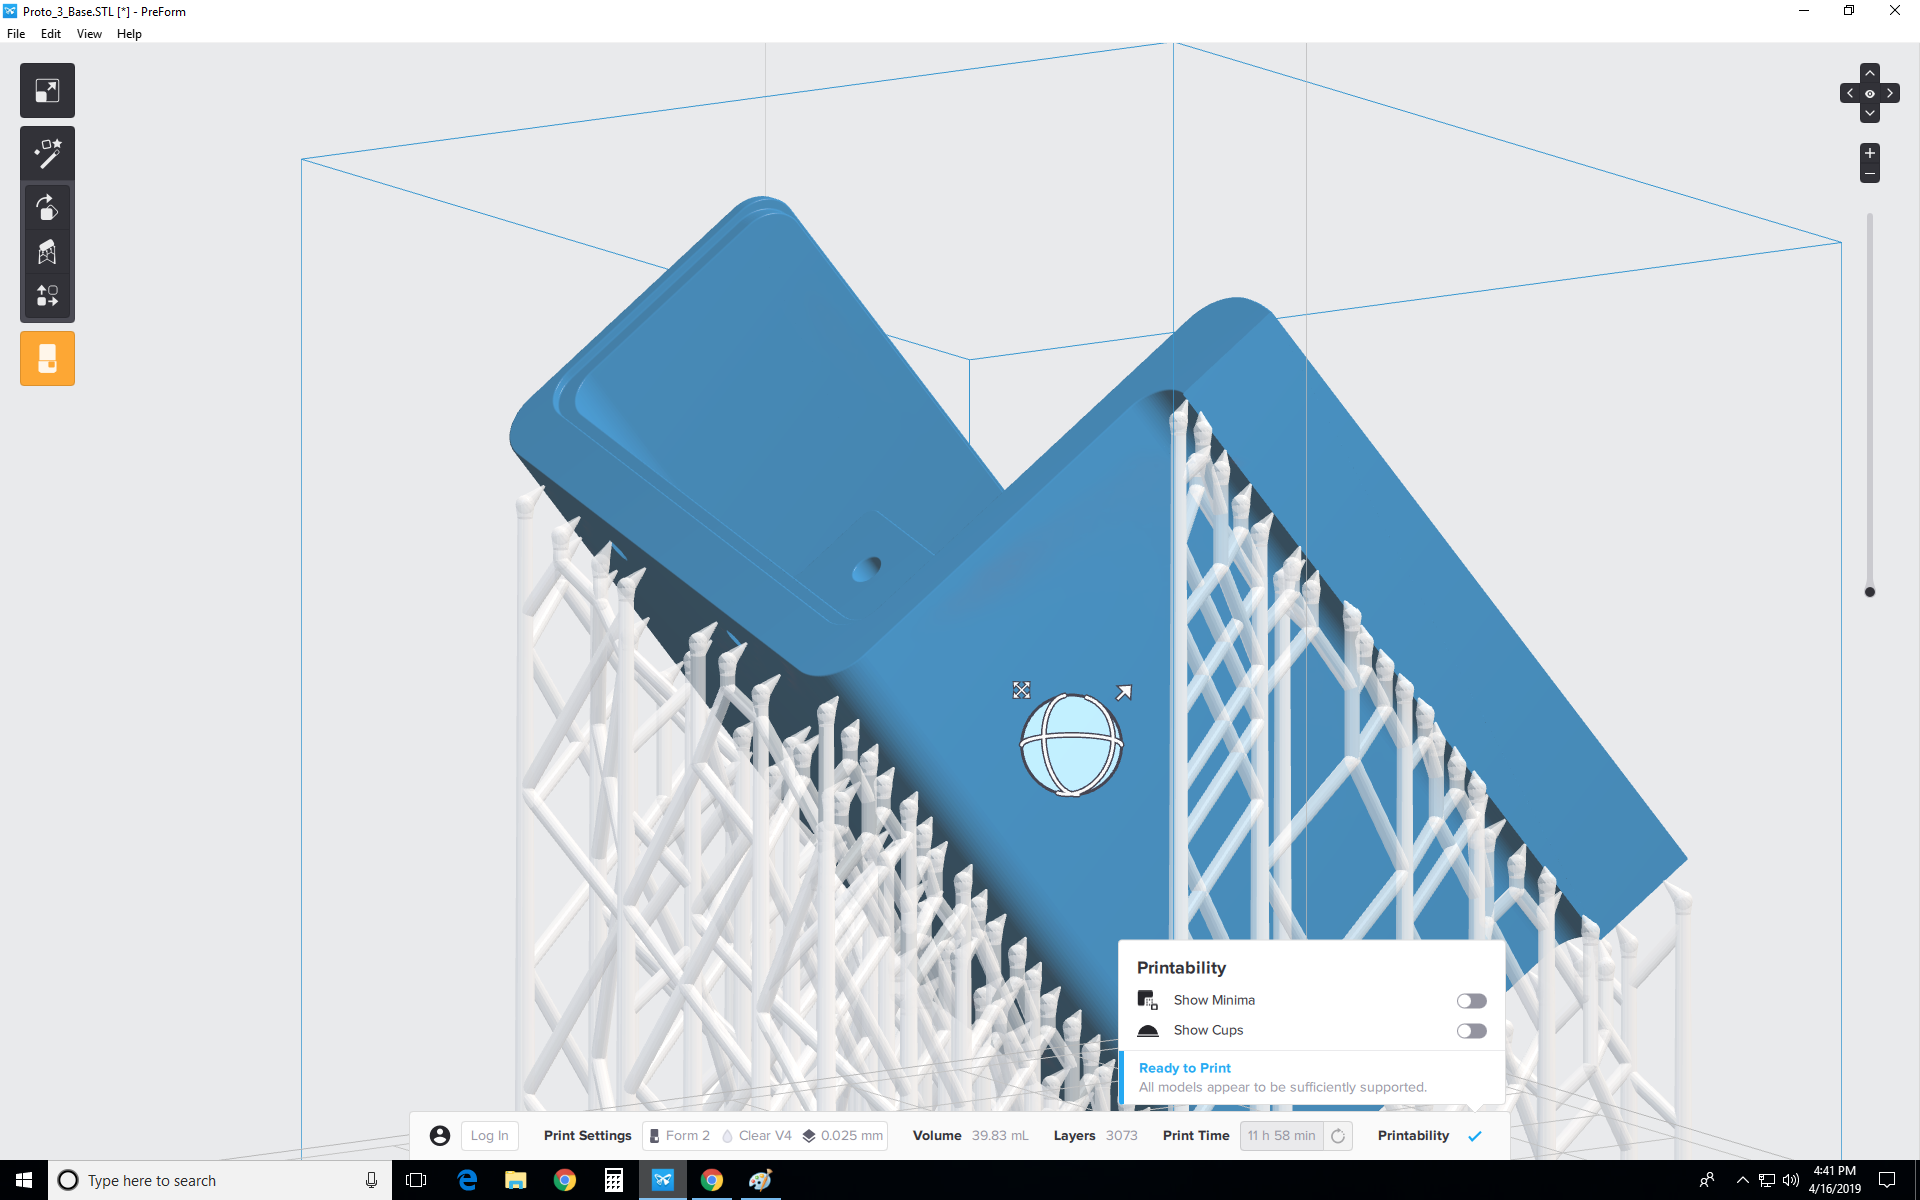 Proto_3_Base.STL [*] - PreForm
File Edit View Help
Printability
Show Minima
Show Cups
Ready to Print
All models appear to be sufficiently supported.
Log In Print Settings Form 2 Clear V4 0.025 mm Volume 39.83 mL Layers 3073 Print Time 11 h 58 min Printability
Type here to search
4:41 PM
4/16/2019